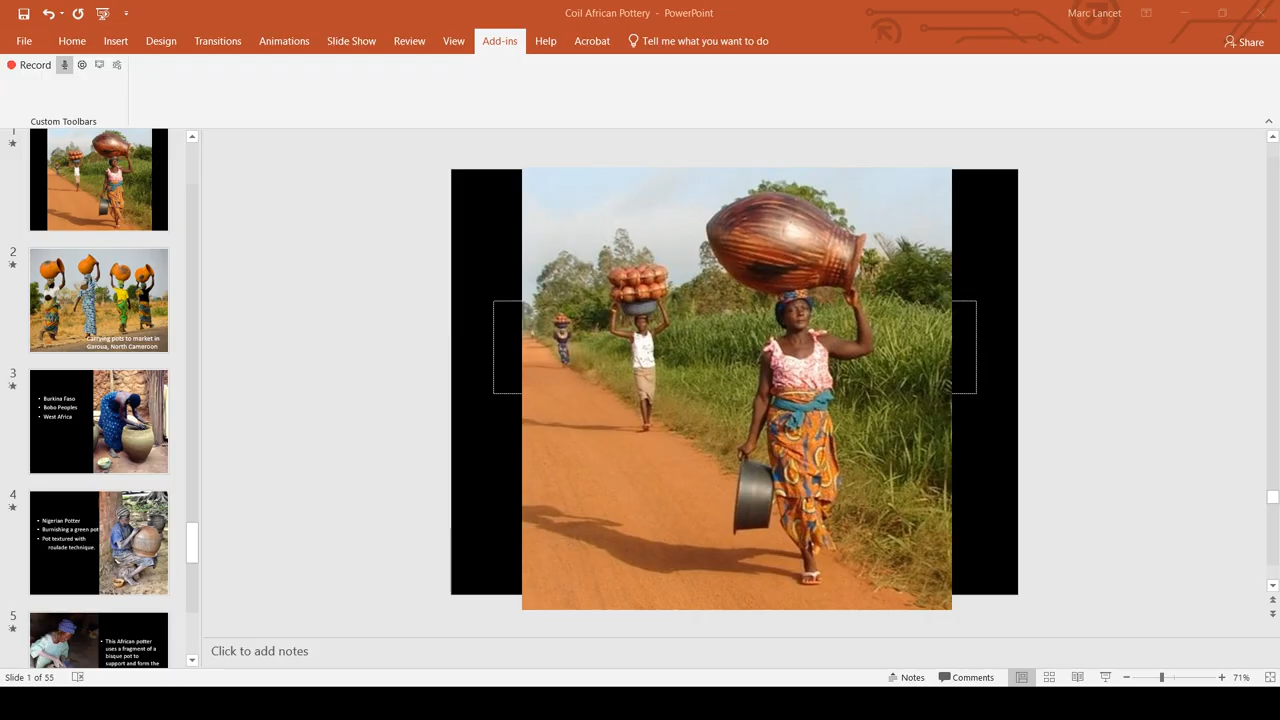 Coil African Pottery - PowerPoint
Marc Lancet
File Home Insert Design Transitions Animations Slide Show Review View Add-ins Help Acrobat Tell me what you want to do Share
Record
Custom Toolbars
1
2
Carrying pots to market in
Garoua, North Cameroon
3
• Burkina Faso
• Bobo Peoples
• West Africa
4
• Nigerian Potter
• Burnishing a green pot
• Pot textured with
roulade technique.
5
• This African potter
uses a fragment of a
bisque pot to
support and form the
Click to add notes
Slide 1 of 55 Notes Comments 71%